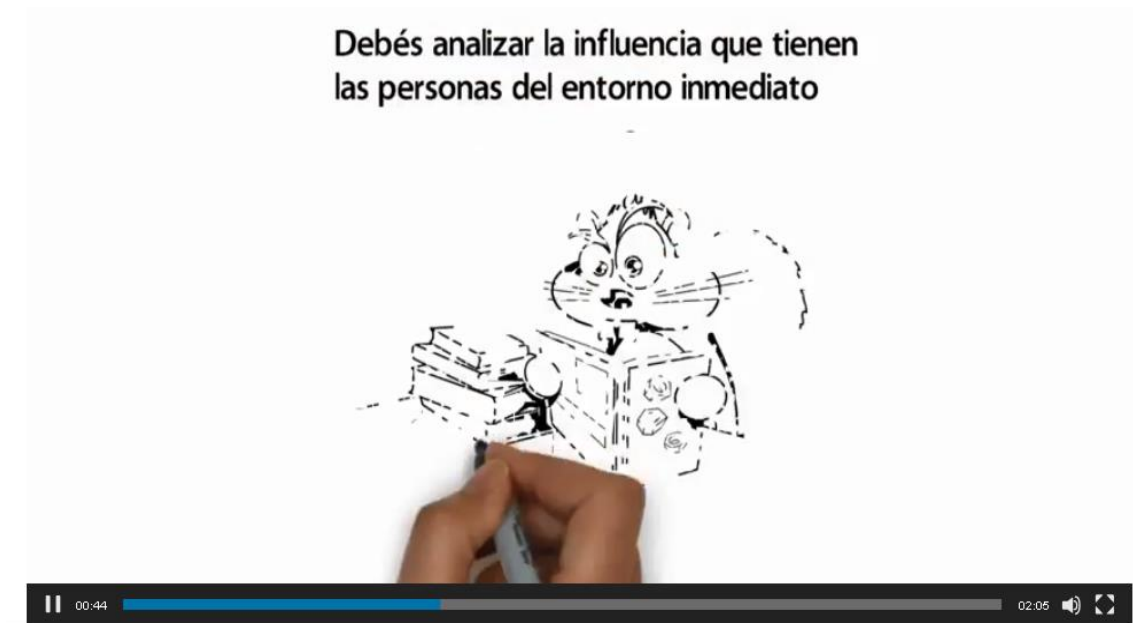 Debés analizar la influencia que tienen
las personas del entorno inmediato
00:44
02:05